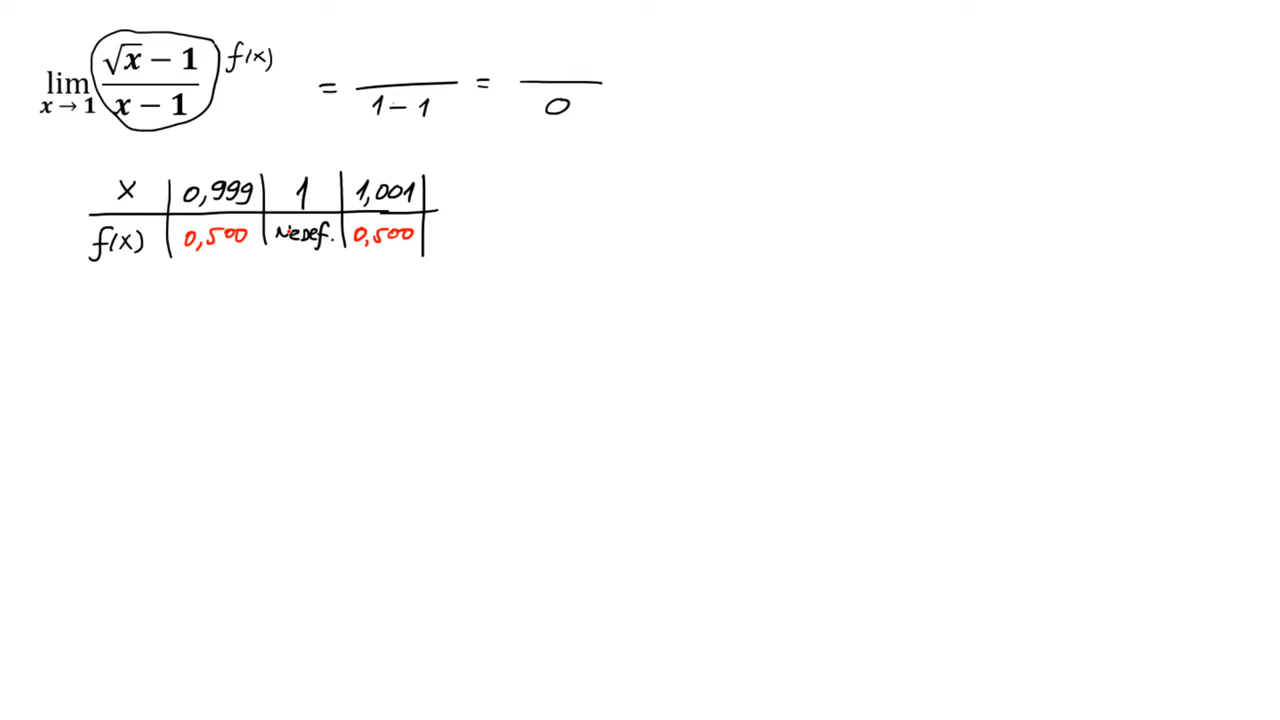 lim x → 1 (√x − 1)/(x − 1) f(x) = /(1 − 1) = /0
x | 0,999 | 1 | 1,001 |
f(x) | 0,500 | NeDef. | 0,500 |